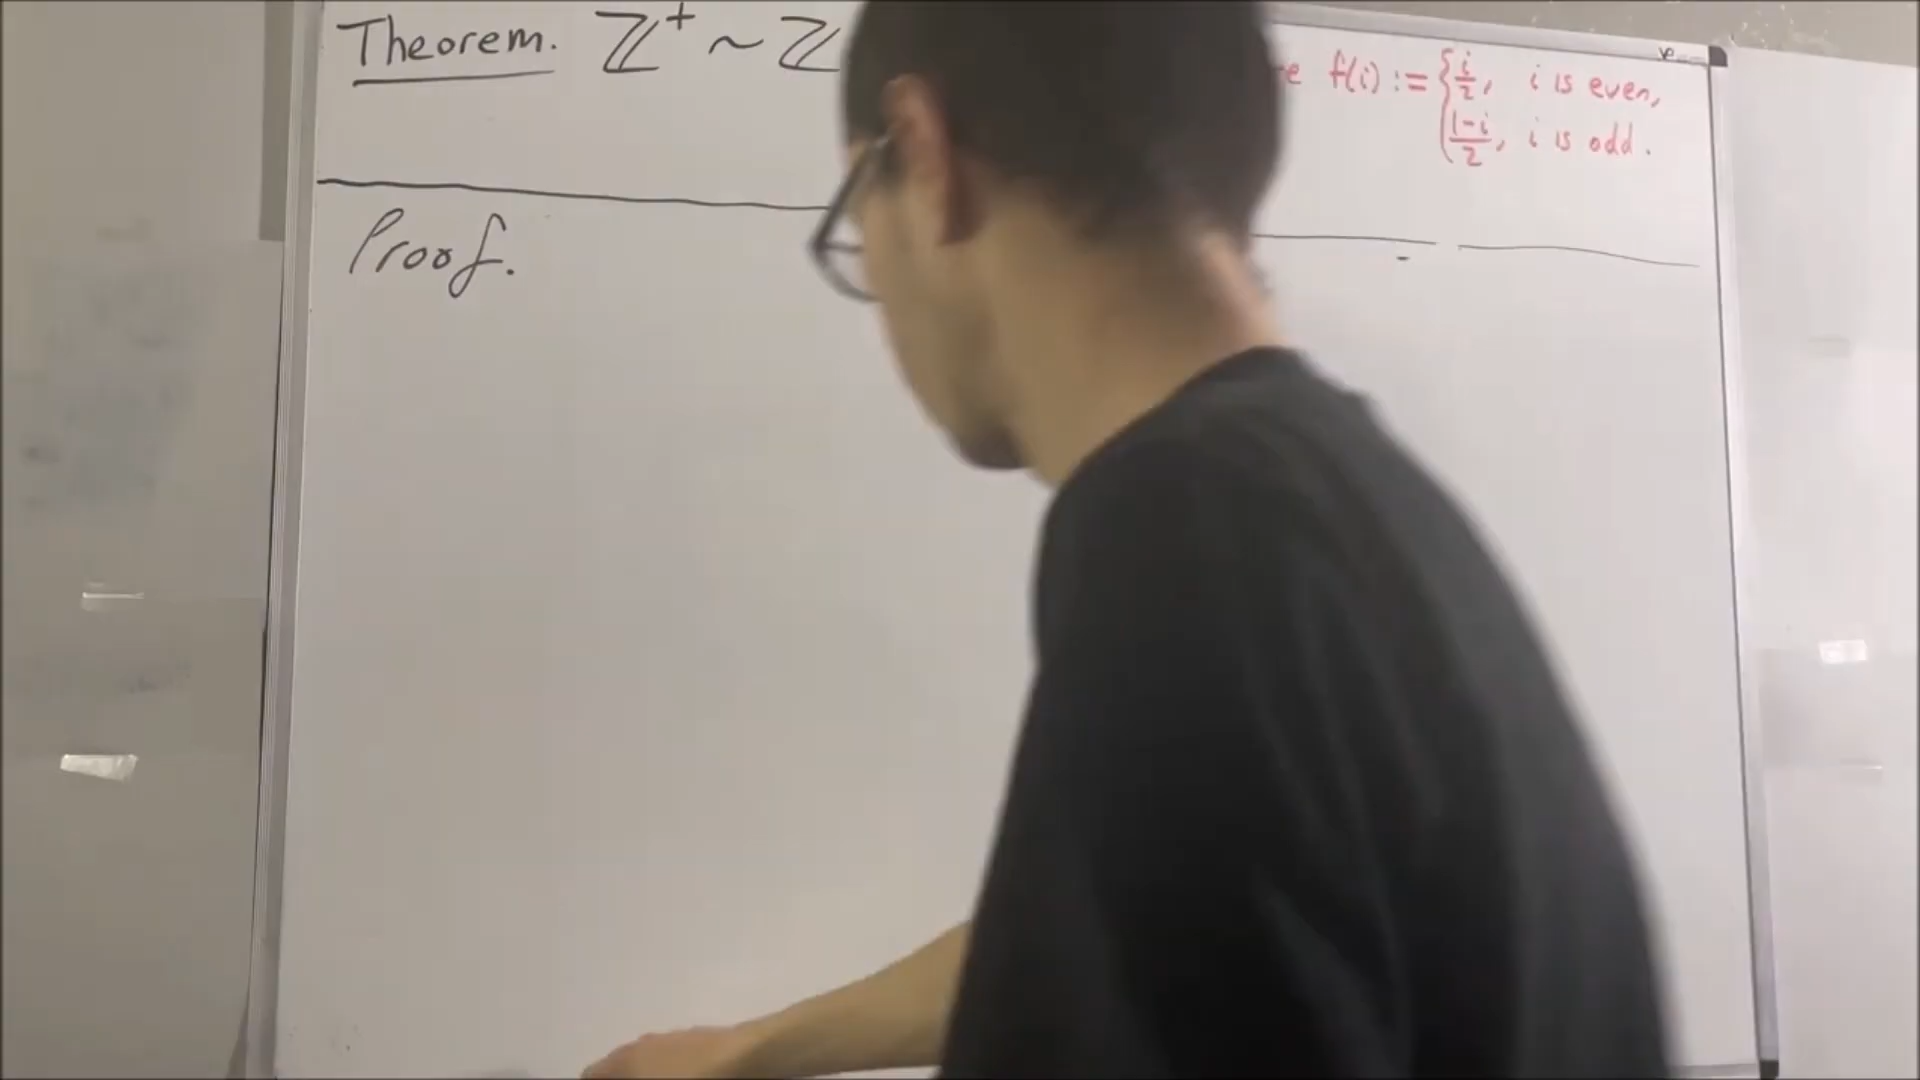 Theorem. ℤ⁺ ~ ℤ
f(i) := { i/2, i is even,
(1-i)/2, i is odd.
Proof.